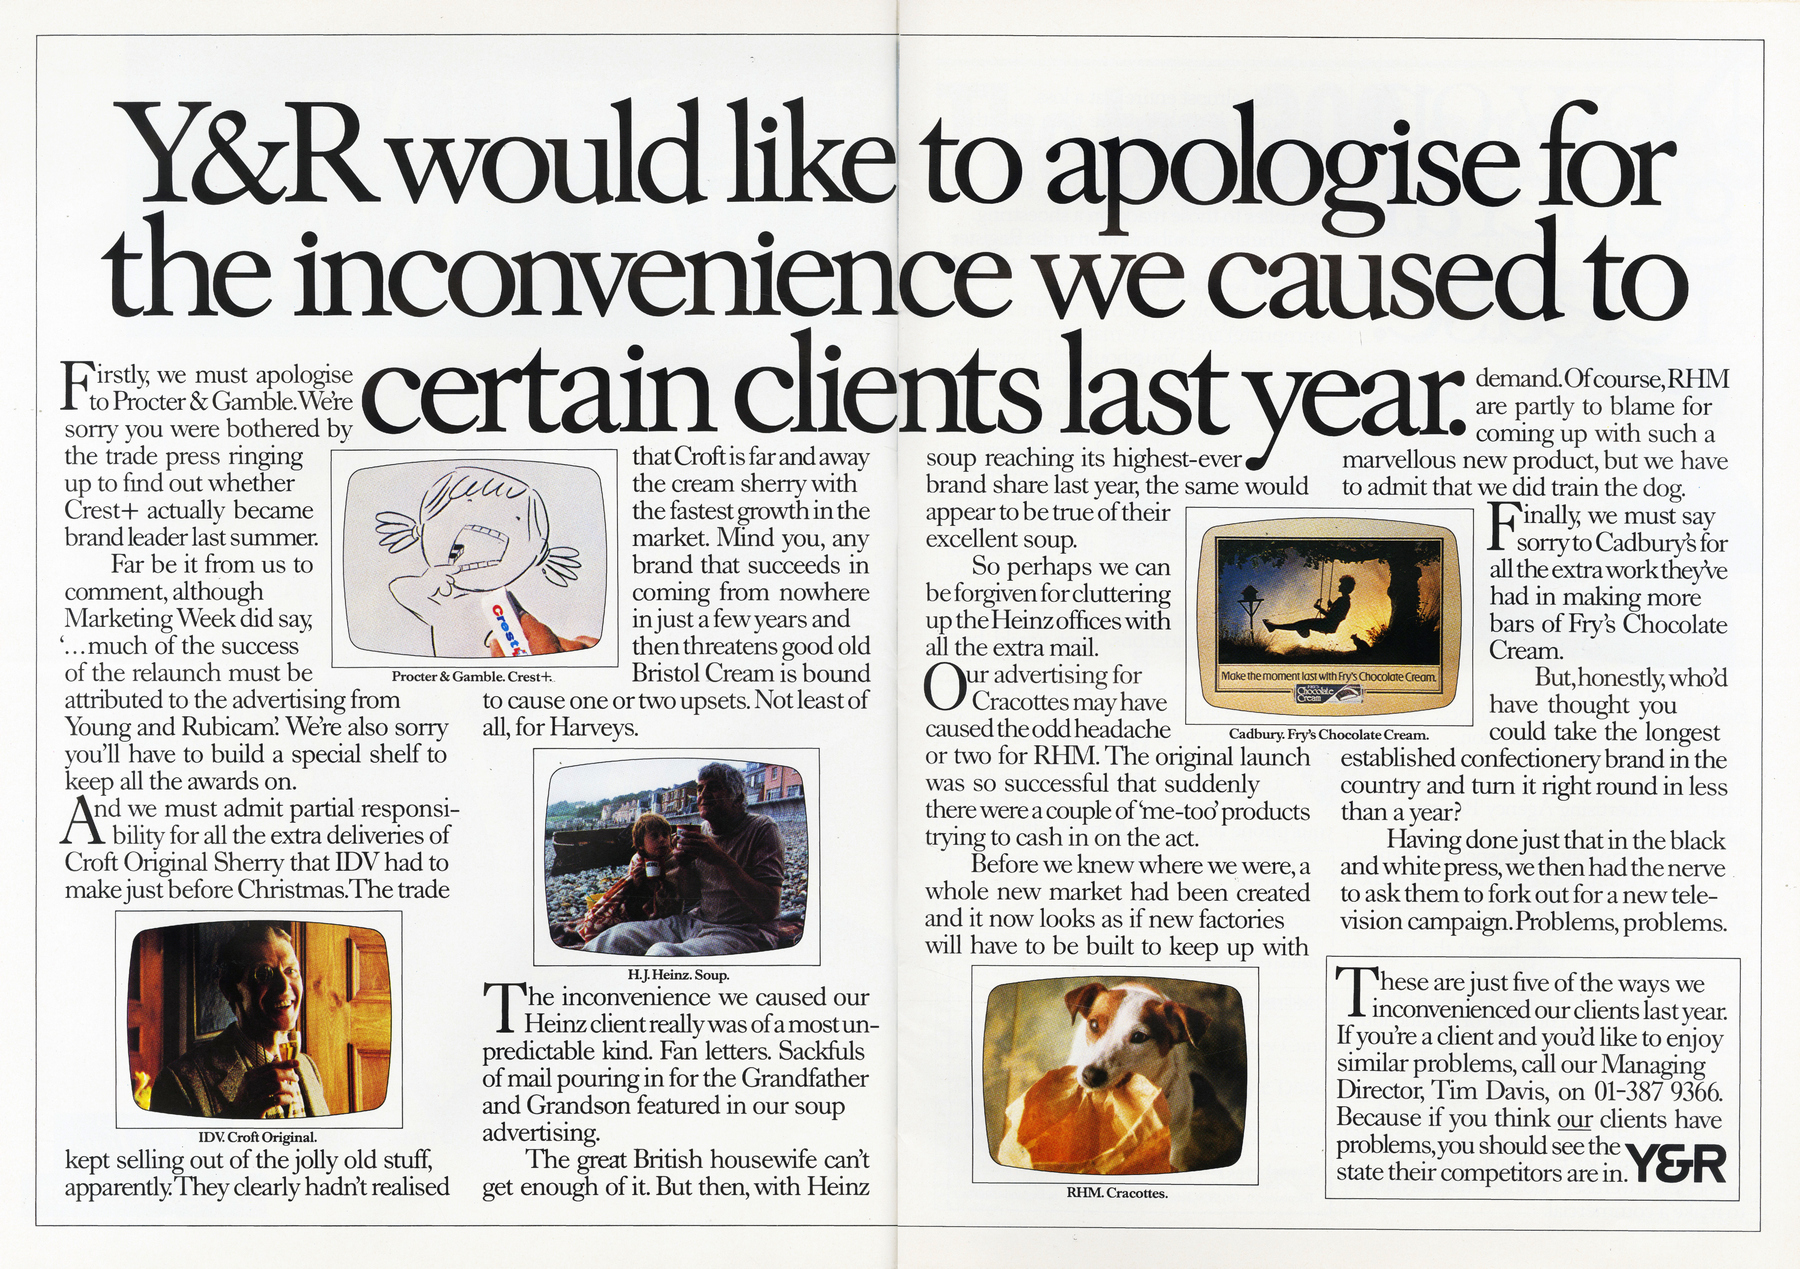 Y&R would like to apologise for
the inconvenience we caused to
certain clients last year.
Firstly, we must apologise
to Procter & Gamble. We're
sorry you were bothered by
the trade press ringing
up to find out whether
Crest+ actually became
brand leader last summer.
Far be it from us to
comment, although
Marketing Week did say,
'...much of the success
of the relaunch must be
attributed to the advertising from
Young and Rubicam.' We're also sorry
you'll have to build a special shelf to
keep all the awards on.
And we must admit partial responsi-
bility for all the extra deliveries of
Croft Original Sherry that IDV had to
make just before Christmas. The trade
IDV. Croft Original.
kept selling out of the jolly old stuff,
apparently. They clearly hadn't realised
Crest+
Procter & Gamble. Crest+.
that Croft is far and away
the cream sherry with
the fastest growth in the
market. Mind you, any
brand that succeeds in
coming from nowhere
in just a few years and
then threatens good old
Bristol Cream is bound
to cause one or two upsets. Not least of
all, for Harveys.
H.J. Heinz. Soup.
The inconvenience we caused our
Heinz client really was of a most un-
predictable kind. Fan letters. Sackfuls
of mail pouring in for the Grandfather
and Grandson featured in our soup
advertising.
The great British housewife can't
get enough of it. But then, with Heinz
soup reaching its highest-ever
brand share last year, the same would
appear to be true of their
excellent soup.
So perhaps we can
be forgiven for cluttering
up the Heinz offices with
all the extra mail.
Our advertising for
Cracottes may have
caused the odd headache
or two for RHM. The original launch
was so successful that suddenly
there were a couple of 'me-too' products
trying to cash in on the act.
Before we knew where we were, a
whole new market had been created
and it now looks as if new factories
will have to be built to keep up with
RHM. Cracottes.
demand. Of course, RHM
are partly to blame for
coming up with such a
marvellous new product, but we have
to admit that we did train the dog.
Make the moment last with Fry's Chocolate Cream.
FRY'S
Chocolate
Cream
Cadbury. Fry's Chocolate Cream.
Finally, we must say
sorry to Cadbury's for
all the extra work they've
had in making more
bars of Fry's Chocolate
Cream.
But, honestly, who'd
have thought you
could take the longest
established confectionery brand in the
country and turn it right round in less
than a year?
Having done just that in the black
and white press, we then had the nerve
to ask them to fork out for a new tele-
vision campaign. Problems, problems.
These are just five of the ways we
inconvenienced our clients last year.
If you're a client and you'd like to enjoy
similar problems, call our Managing
Director, Tim Davis, on 01-387 9366.
Because if you think our clients have
problems, you should see the
state their competitors are in.
Y&R